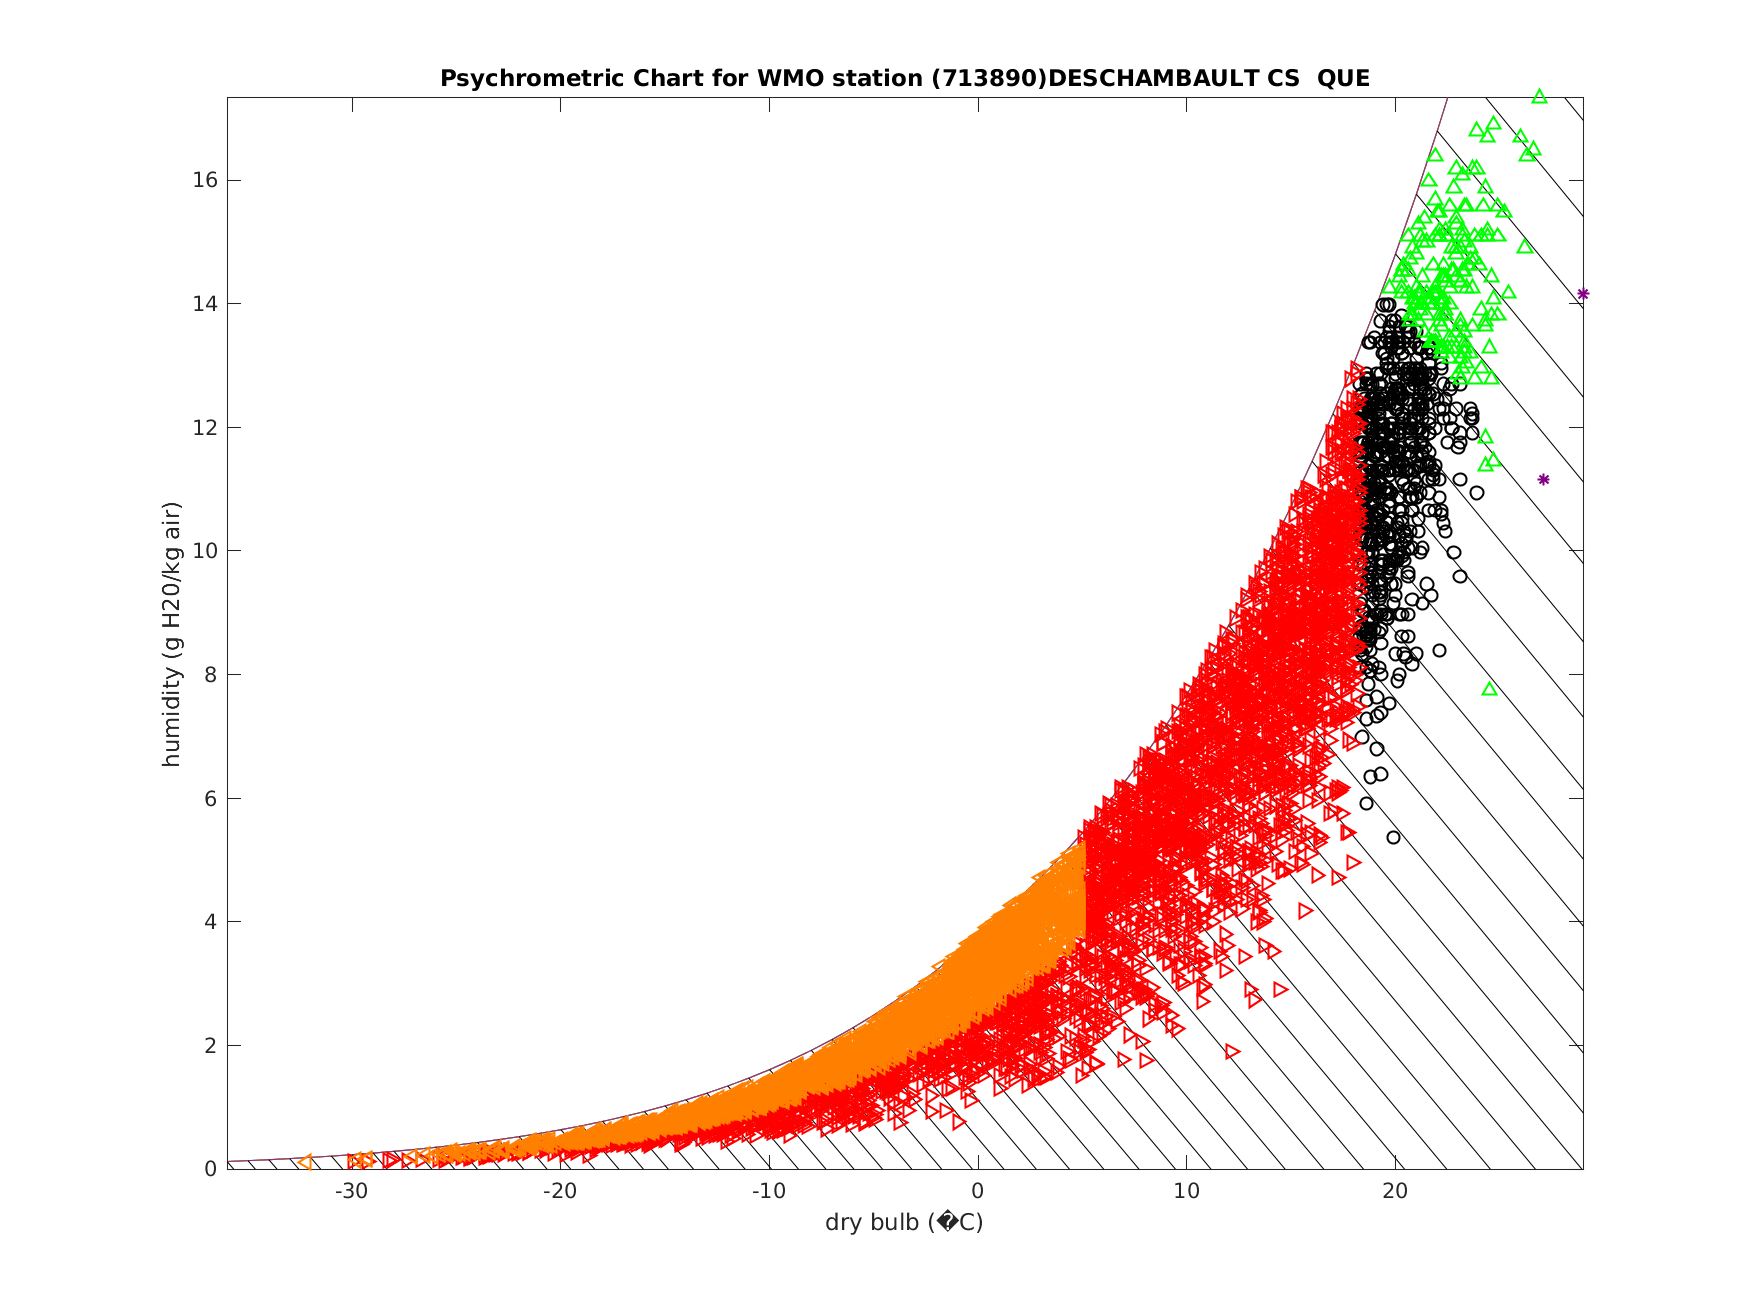 Psychrometric Chart for WMO station (713890)DESCHAMBAULT CS  QUE
16
14
12
10
8
6
4
2
0
humidity (g H20/kg air)
-30 -20 -10 0 10 20
dry bulb (�C)